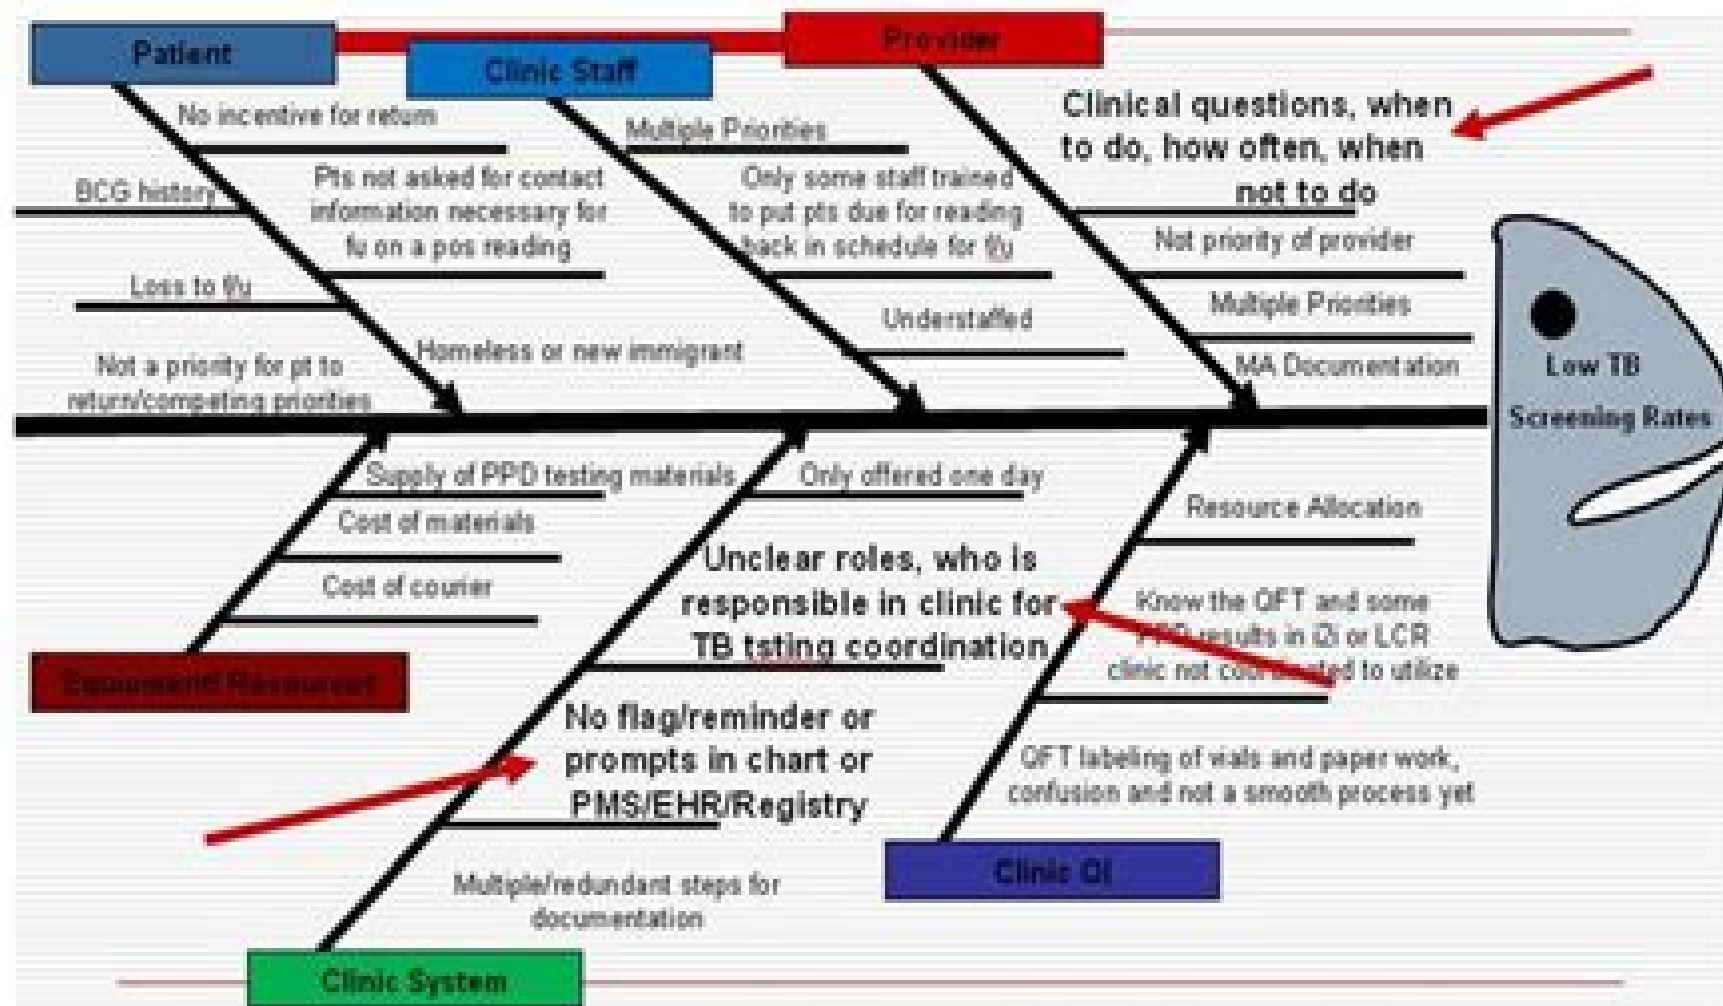 Patient
Clinic Staff
Provider
No incentive for return
BCG history
Pts not asked for contact
information necessary for
fu on a pos reading
Loss to f/u
Not a priority for pt to
return/competing priorities
Homeless or new immigrant
Multiple Priorities
Only some staff trained
to put pts due for reading
back in schedule for f/u
Understaffed
Clinical questions, when
to do, how often, when
not to do
Not priority of provider
Multiple Priorities
MA Documentation
Low TB
Screening Rates
Supply of PPD testing materials
Cost of materials
Cost of courier
Equipment/ Resources
Only offered one day
Unclear roles, who is
responsible in clinic for
TB tsting coordination
No flag/reminder or
prompts in chart or
PMS/EHR/Registry
Multiple/redundant steps for
documentation
Clinic System
Resource Allocation
Know the QFT and some
results in i2i or LCR
clinic not coordinated to utilize
QFT labeling of vials and paper work,
confusion and not a smooth process yet
Clinic QI